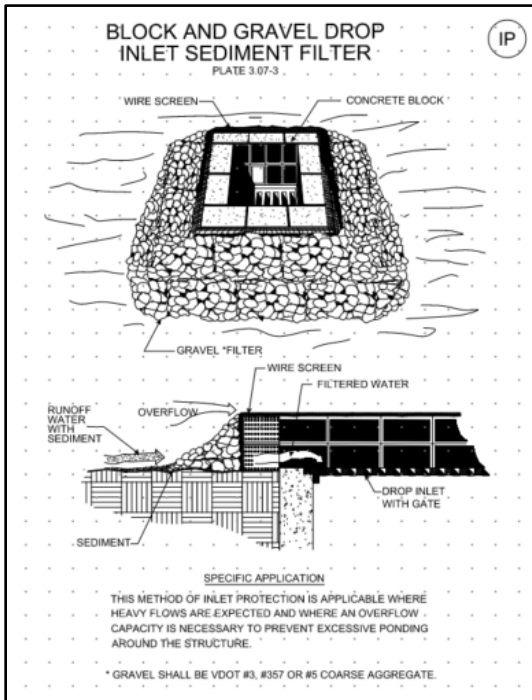 BLOCK AND GRAVEL DROP
INLET SEDIMENT FILTER
PLATE 3.07-3
IP
WIRE SCREEN
CONCRETE BLOCK
GRAVEL *FILTER
WIRE SCREEN
FILTERED WATER
OVERFLOW
RUNOFF
WATER
WITH
SEDIMENT
DROP INLET
WITH GATE
SEDIMENT
SPECIFIC APPLICATION
THIS METHOD OF INLET PROTECTION IS APPLICABLE WHERE
HEAVY FLOWS ARE EXPECTED AND WHERE AN OVERFLOW
CAPACITY IS NECESSARY TO PREVENT EXCESSIVE PONDING
AROUND THE STRUCTURE.
* GRAVEL SHALL BE VDOT #3, #357 OR #5 COARSE AGGREGATE.